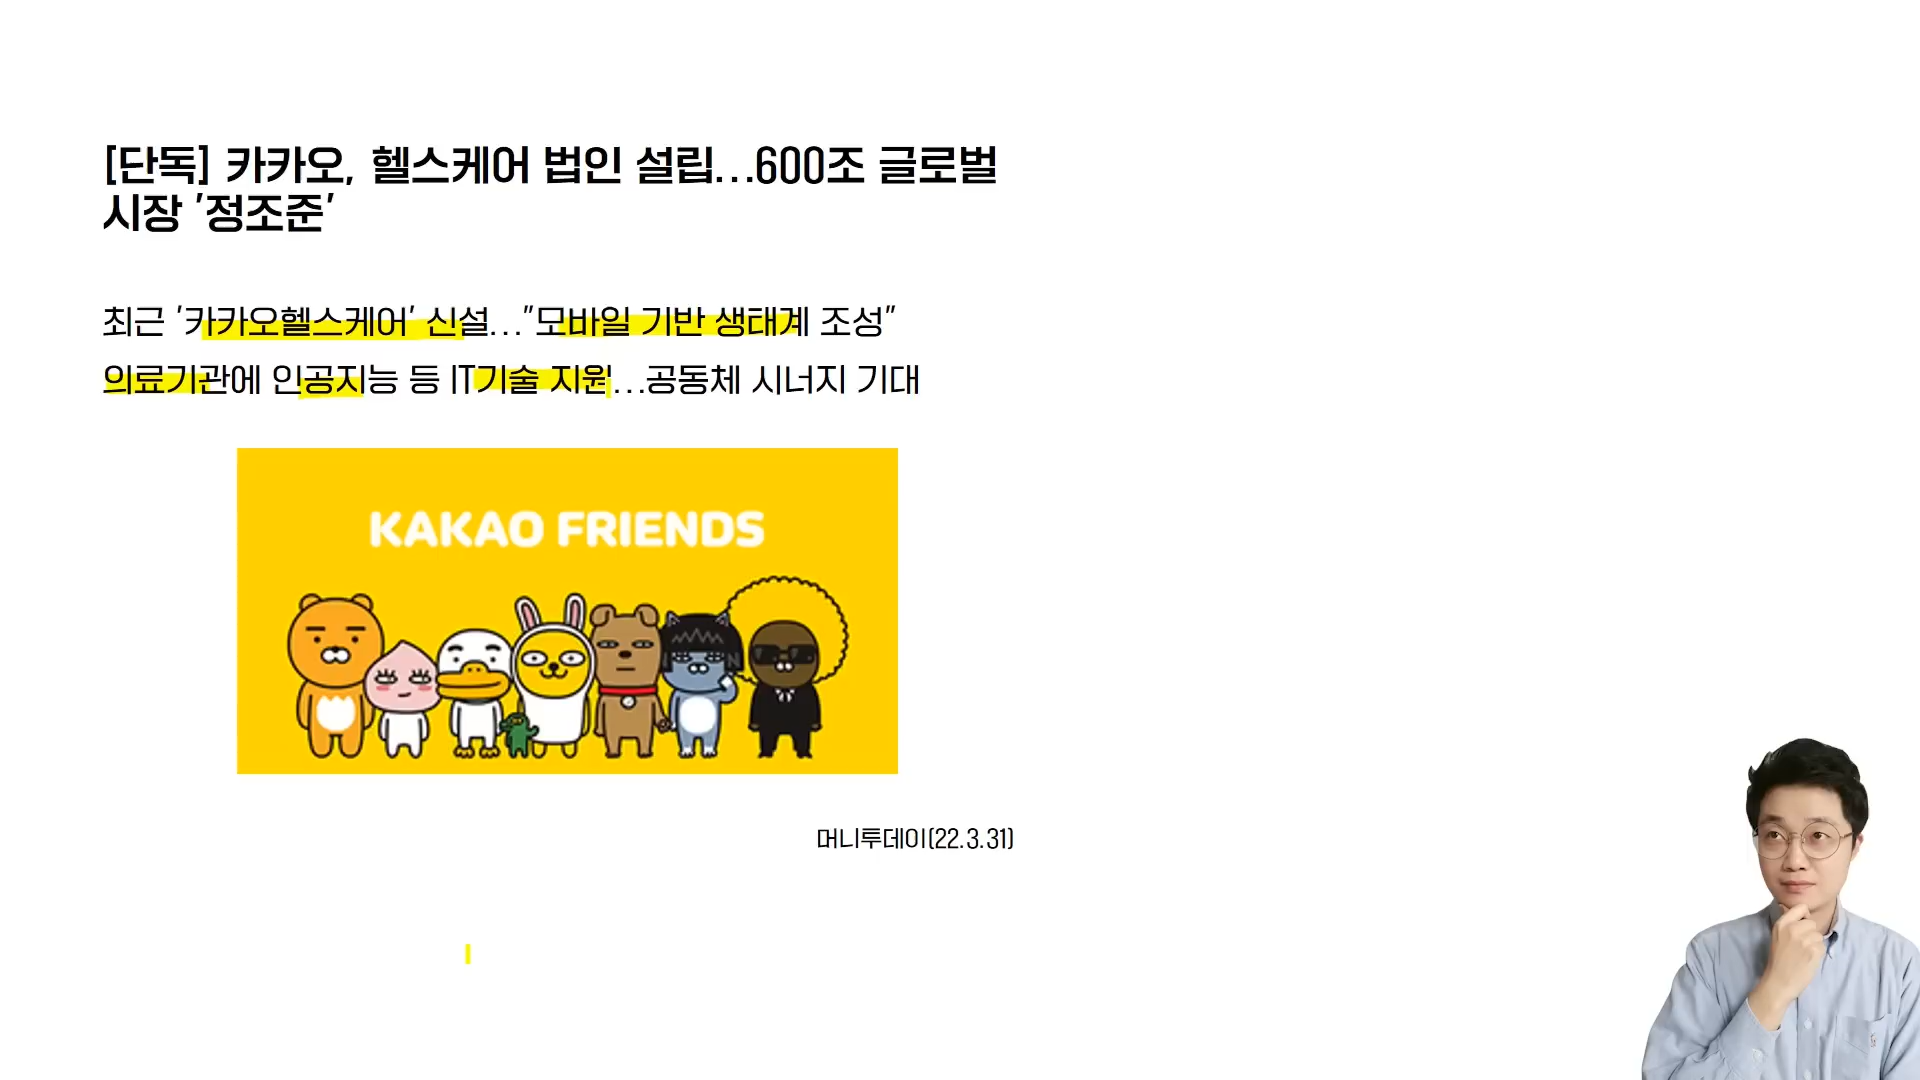 [단독] 카카오, 헬스케어 법인 설립...600조 글로벌
시장 '정조준'
최근 '카카오헬스케어' 신설..."모바일 기반 생태계 조성"
의료기관에 인공지능 등 IT기술 지원...공동체 시너지 기대
KAKAO FRIENDS
머니투데이(22.3.31)